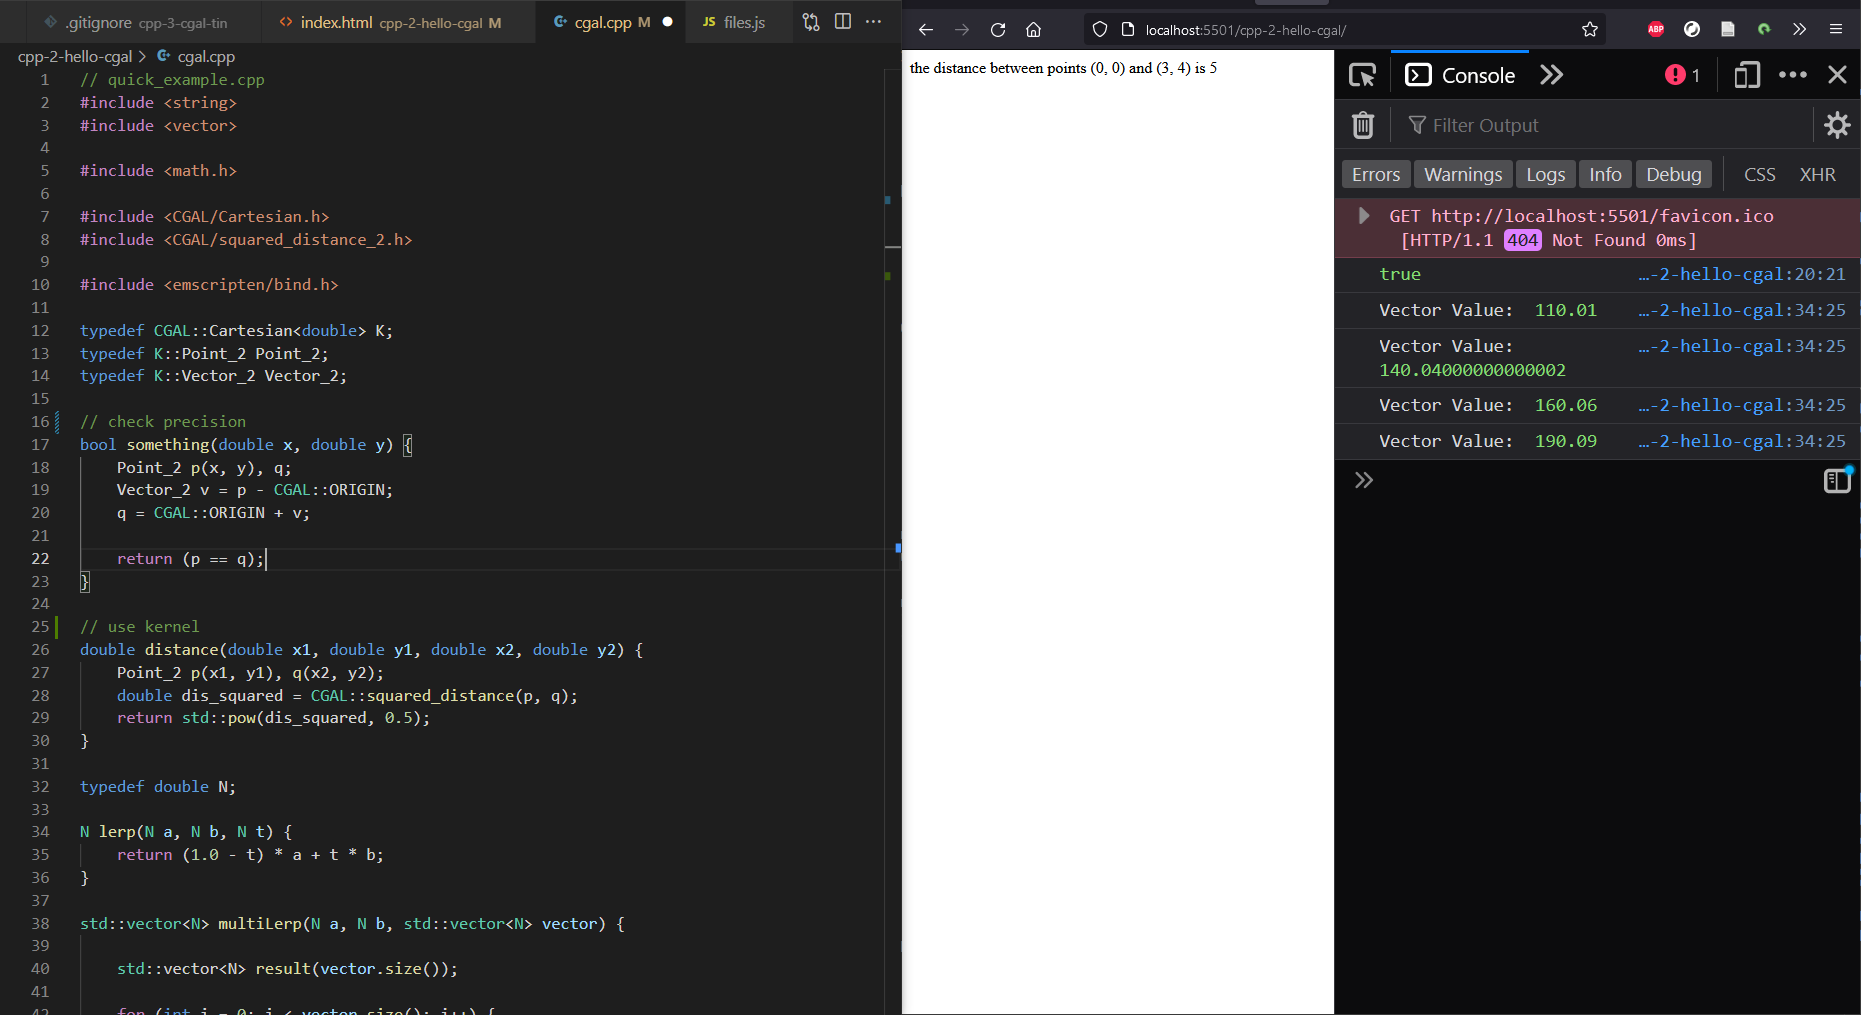 .gitignore cpp-3-cgal-tin
<> index.html cpp-2-hello-cgal M
cgal.cpp M
JS files.js
cpp-2-hello-cgal > cgal.cpp
1 // quick_example.cpp
2 #include <string>
3 #include <vector>
4
5 #include <math.h>
6
7 #include <CGAL/Cartesian.h>
8 #include <CGAL/squared_distance_2.h>
9
10 #include <emscripten/bind.h>
11
12 typedef CGAL::Cartesian<double> K;
13 typedef K::Point_2 Point_2;
14 typedef K::Vector_2 Vector_2;
15
16 // check precision
17 bool something(double x, double y) {
18 Point_2 p(x, y), q;
19 Vector_2 v = p - CGAL::ORIGIN;
20 q = CGAL::ORIGIN + v;
21
22 return (p == q);
23 }
24
25 // use kernel
26 double distance(double x1, double y1, double x2, double y2) {
27 Point_2 p(x1, y1), q(x2, y2);
28 double dis_squared = CGAL::squared_distance(p, q);
29 return std::pow(dis_squared, 0.5);
30 }
31
32 typedef double N;
33
34 N lerp(N a, N b, N t) {
35 return (1.0 - t) * a + t * b;
36 }
37
38 std::vector<N> multiLerp(N a, N b, std::vector<N> vector) {
39
40 std::vector<N> result(vector.size());
41
42 for (int i = 0; i < vector.size(); i++) {
localhost:5501/cpp-2-hello-cgal/
ABP
the distance between points (0, 0) and (3, 4) is 5
Console
1
Filter Output
Errors Warnings Logs Info Debug CSS XHR
GET http://localhost:5501/favicon.ico
[HTTP/1.1 404 Not Found 0ms]
true …-2-hello-cgal:20:21
Vector Value: 110.01 …-2-hello-cgal:34:25
Vector Value: …-2-hello-cgal:34:25
140.04000000000002
Vector Value: 160.06 …-2-hello-cgal:34:25
Vector Value: 190.09 …-2-hello-cgal:34:25